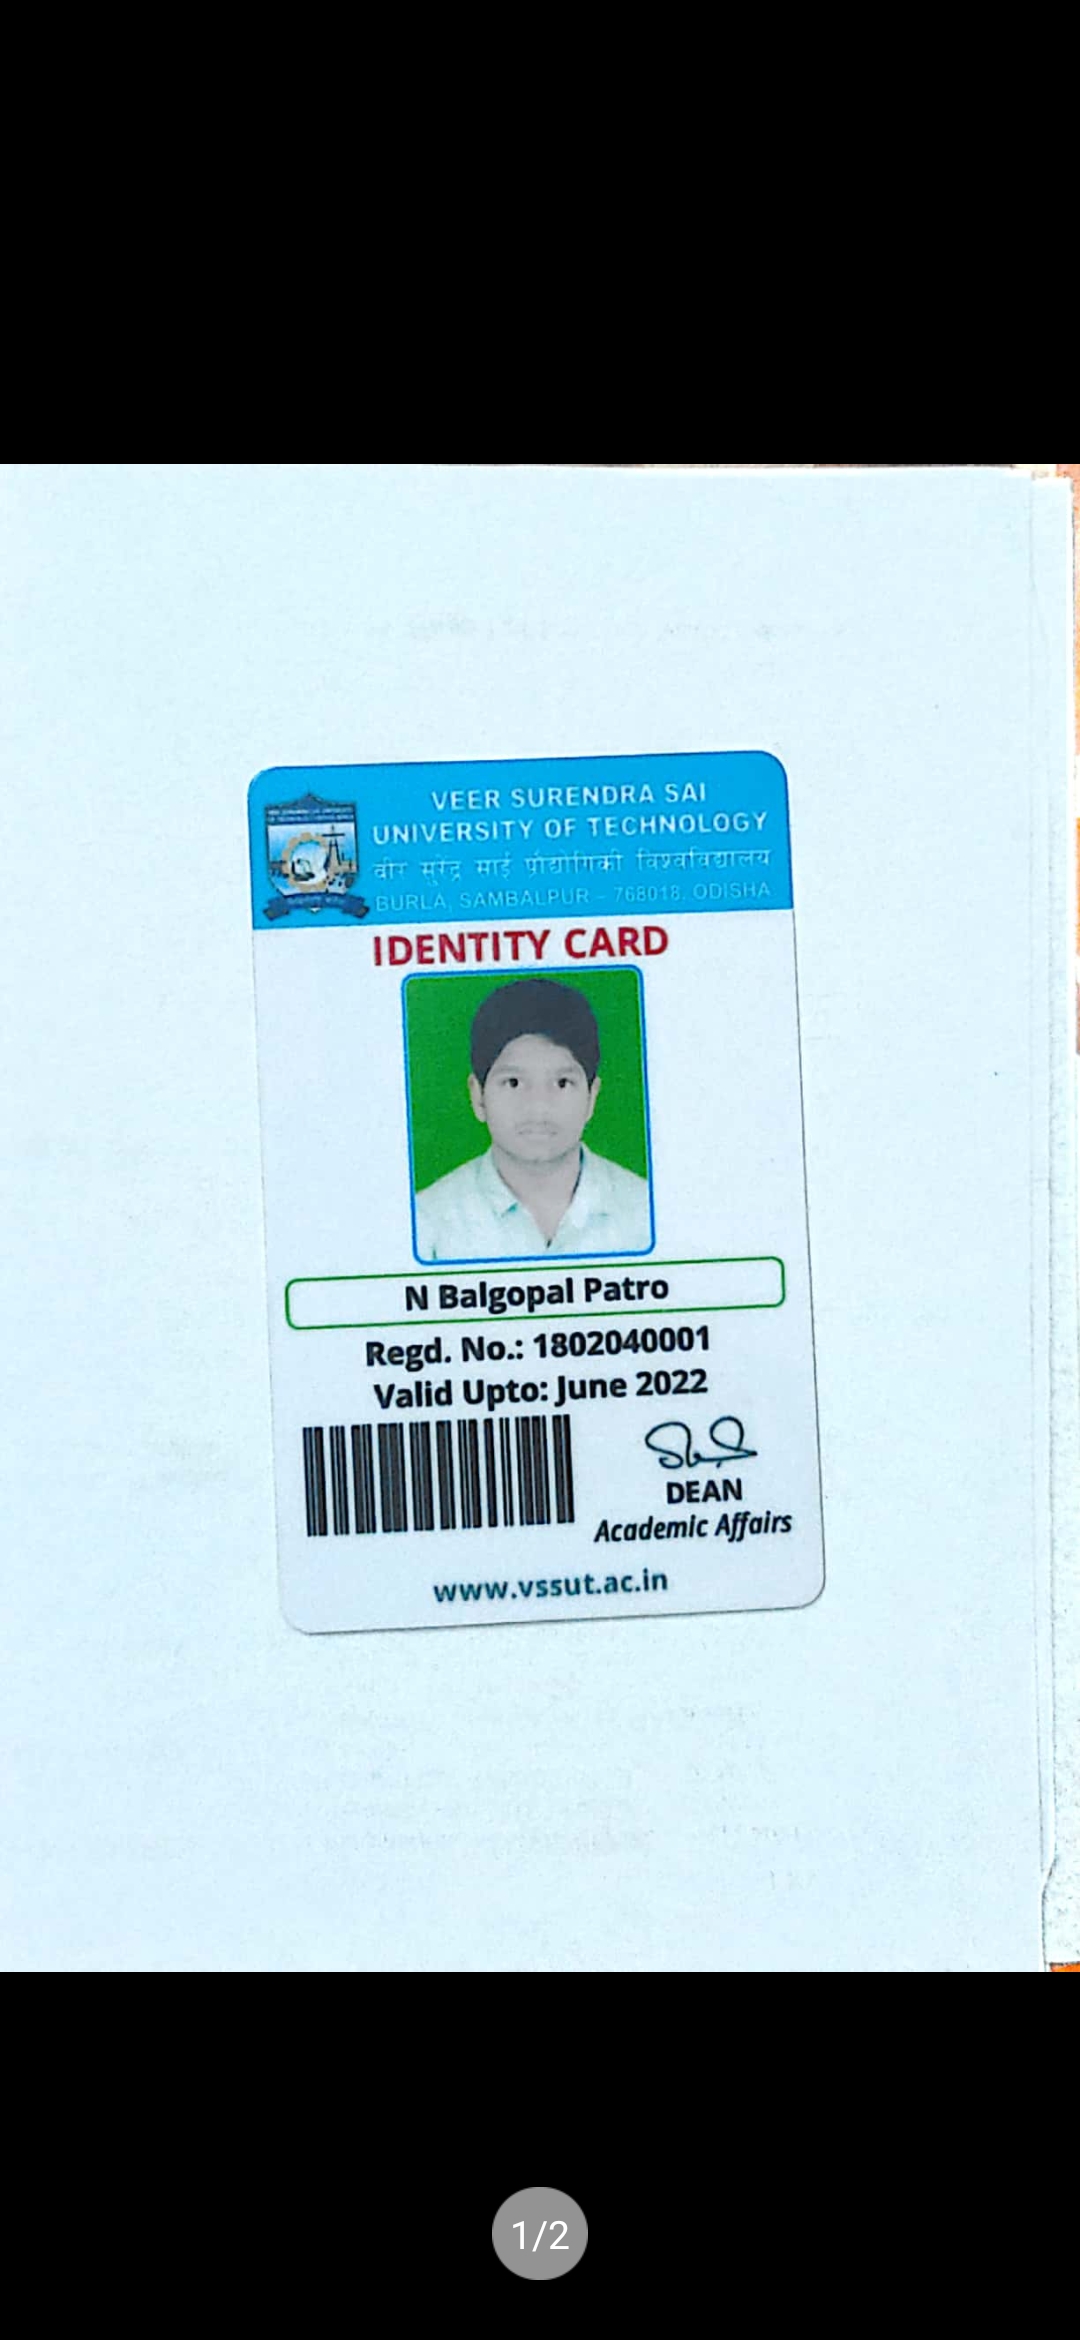 VEER SURENDRA SAI
UNIVERSITY OF TECHNOLOGY
वीर सुरेंद्र साई प्रौद्योगिकी विश्वविद्यालय
BURLA, SAMBALPUR – 768018, ODISHA
IDENTITY CARD
N Balgopal Patro
Regd. No.: 1802040001
Valid Upto: June 2022
DEAN
Academic Affairs
www.vssut.ac.in
1/2